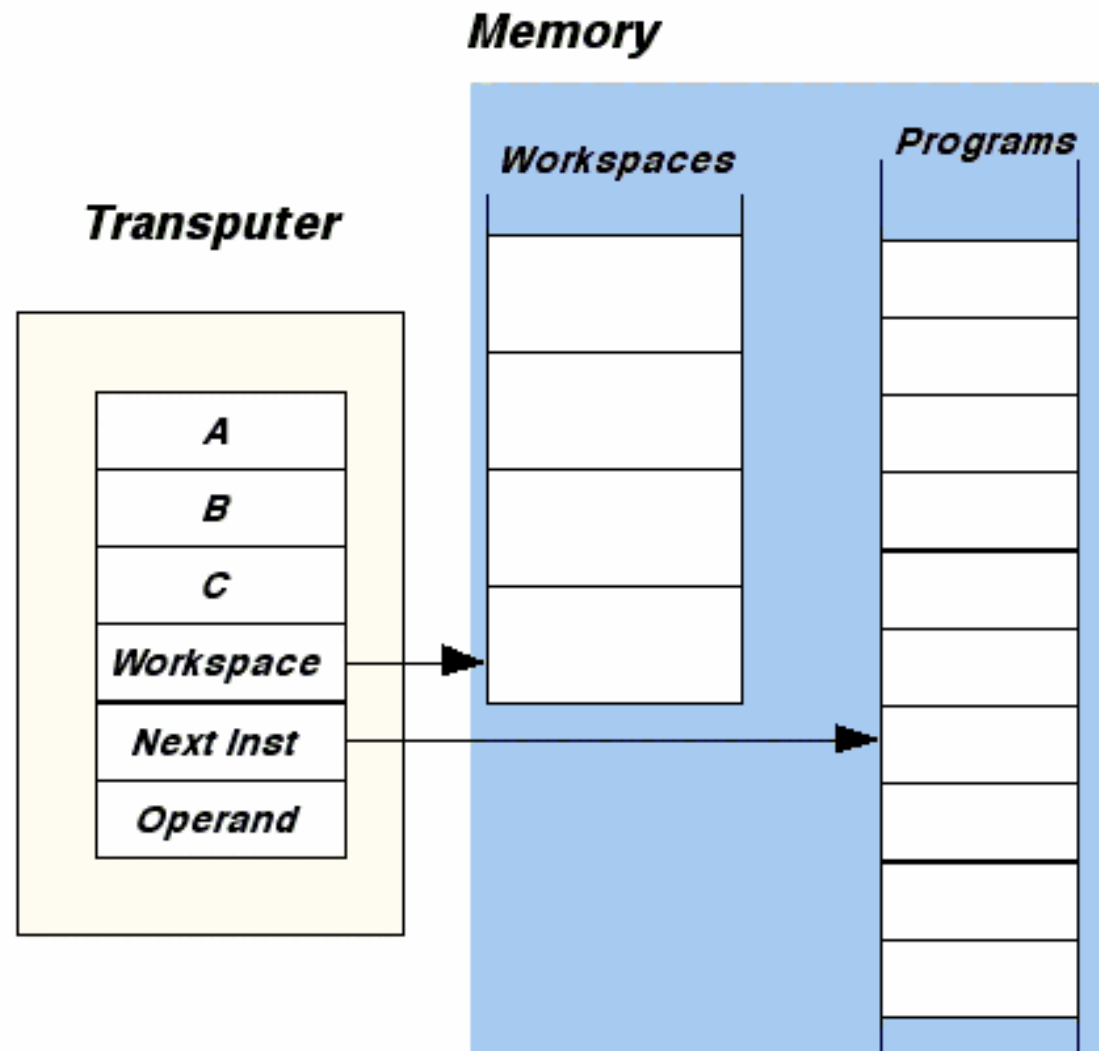 Memory
Workspaces
Programs
Transputer
A
B
C
Workspace
Next Inst
Operand